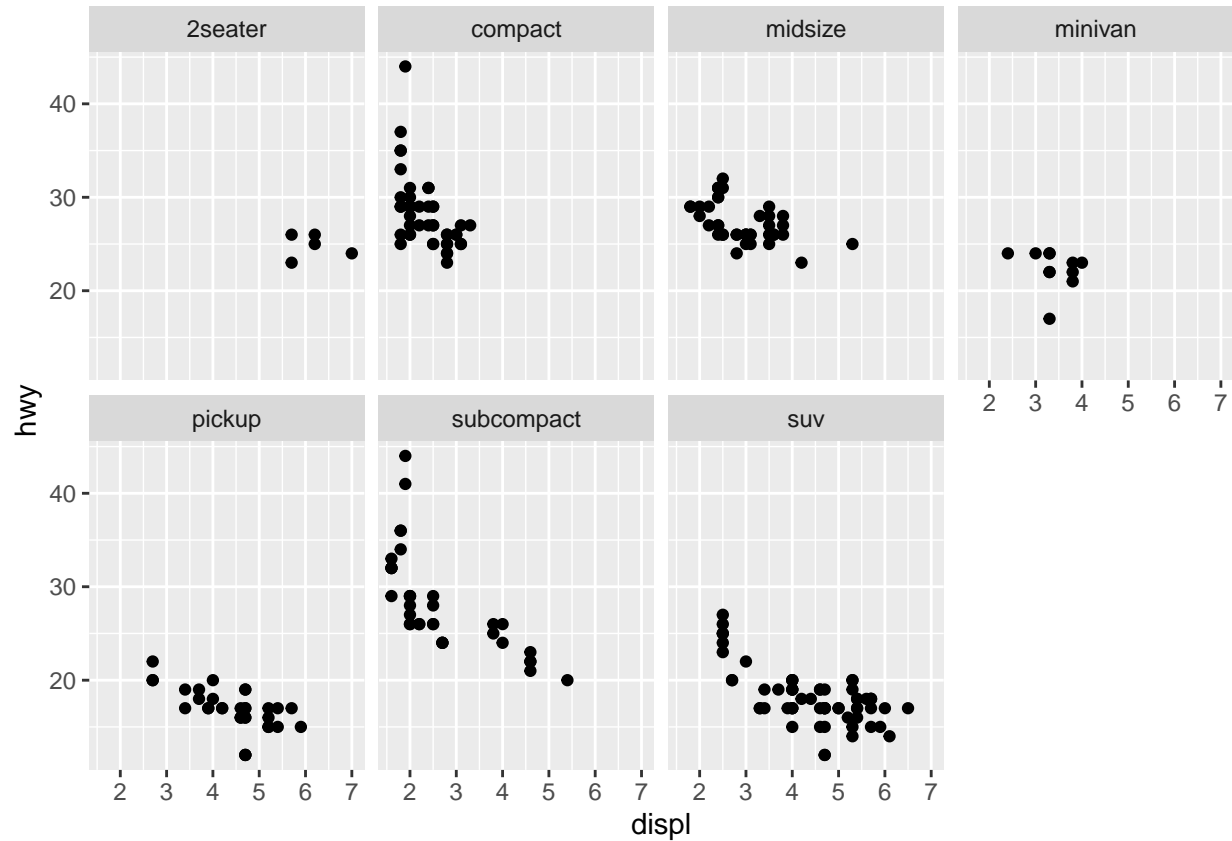 2seater compact midsize minivan
40
30
20
2 3 4 5 6 7
hwy
pickup subcompact suv
40
30
20
2 3 4 5 6 7 2 3 4 5 6 7 2 3 4 5 6 7
displ